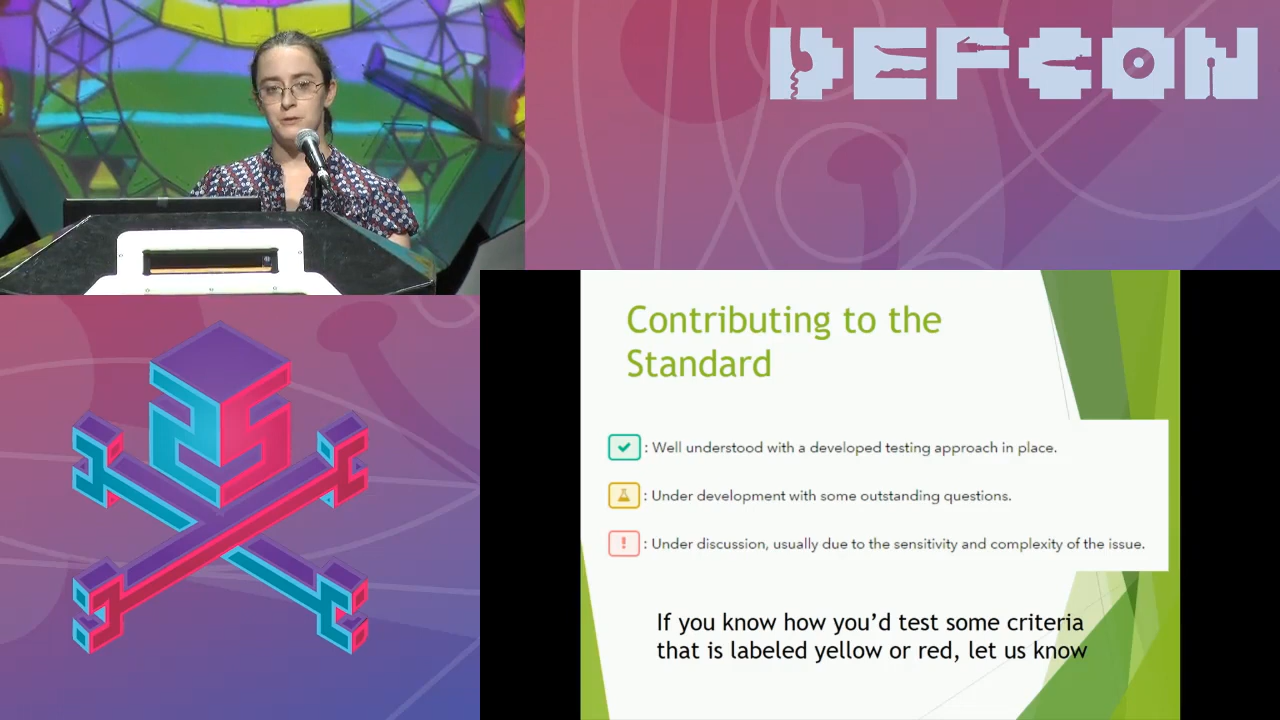 DEFCON
Contributing to the
Standard
: Well understood with a developed testing approach in place.
: Under development with some outstanding questions.
! : Under discussion, usually due to the sensitivity and complexity of the issue.
If you know how you’d test some criteria
that is labeled yellow or red, let us know
25